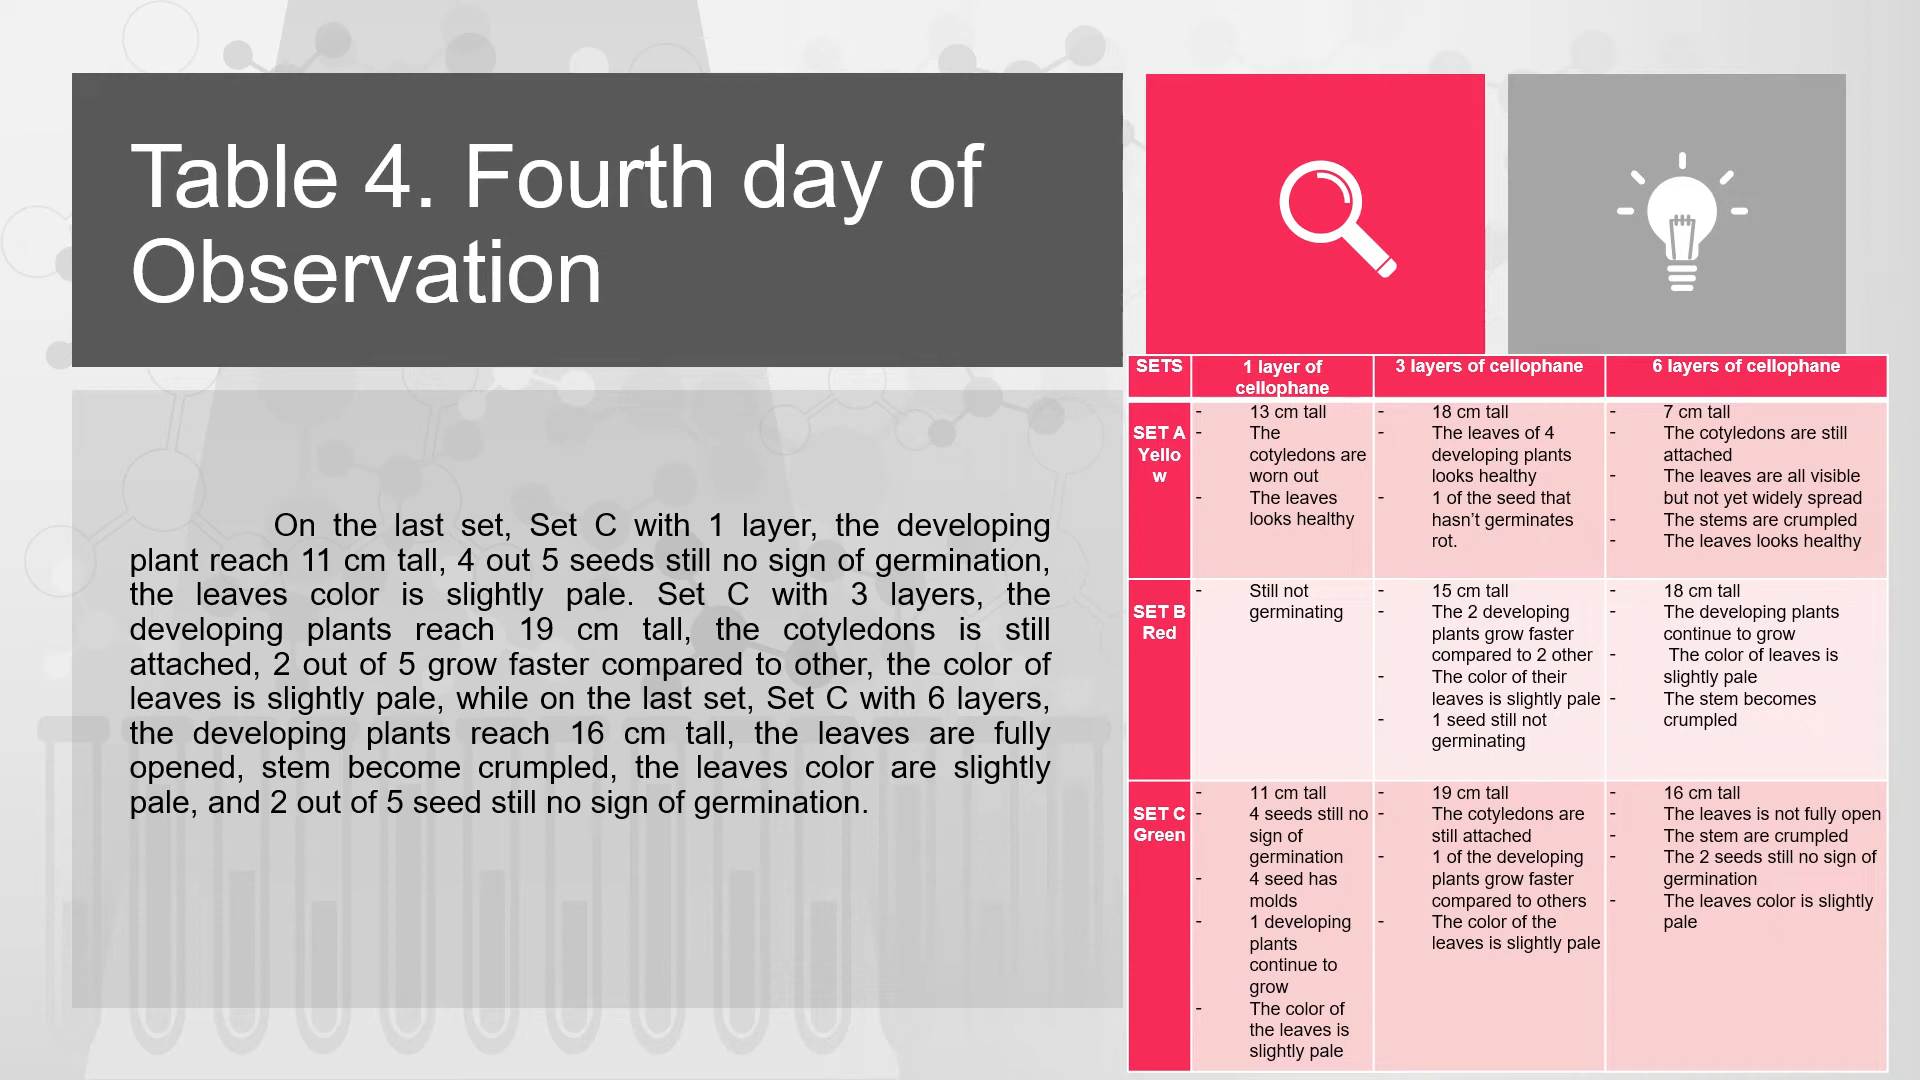 Table 4. Fourth day of
Observation
On the last set, Set C with 1 layer, the developing
plant reach 11 cm tall, 4 out 5 seeds still no sign of germination,
the leaves color is slightly pale. Set C with 3 layers, the
developing plants reach 19 cm tall, the cotyledons is still
attached, 2 out of 5 grow faster compared to other, the color of
leaves is slightly pale, while on the last set, Set C with 6 layers,
the developing plants reach 16 cm tall, the leaves are fully
opened, stem become crumpled, the leaves color are slightly
pale, and 2 out of 5 seed still no sign of germination.
SETS
1 layer of
cellophane
3 layers of cellophane
6 layers of cellophane
SET A
Yello
w
- 13 cm tall
- The
cotyledons are
worn out
- The leaves
looks healthy
- 18 cm tall
- The leaves of 4
developing plants
looks healthy
- 1 of the seed that
hasn't germinates
rot.
- 7 cm tall
- The cotyledons are still
attached
- The leaves are all visible
but not yet widely spread
- The stems are crumpled
- The leaves looks healthy
SET B
Red
- Still not
germinating
- 15 cm tall
- The 2 developing
plants grow faster
compared to 2 other
- The color of their
leaves is slightly pale
- 1 seed still not
germinating
- 18 cm tall
- The developing plants
continue to grow
- The color of leaves is
slightly pale
- The stem becomes
crumpled
SET C
Green
- 11 cm tall
- 4 seeds still no
sign of
germination
- 4 seed has
molds
- 1 developing
plants
continue to
grow
- The color of
the leaves is
slightly pale
- 19 cm tall
- The cotyledons are
still attached
- 1 of the developing
plants grow faster
compared to others
- The color of the
leaves is slightly pale
- 16 cm tall
- The leaves is not fully open
- The stem are crumpled
- The 2 seeds still no sign of
germination
- The leaves color is slightly
pale